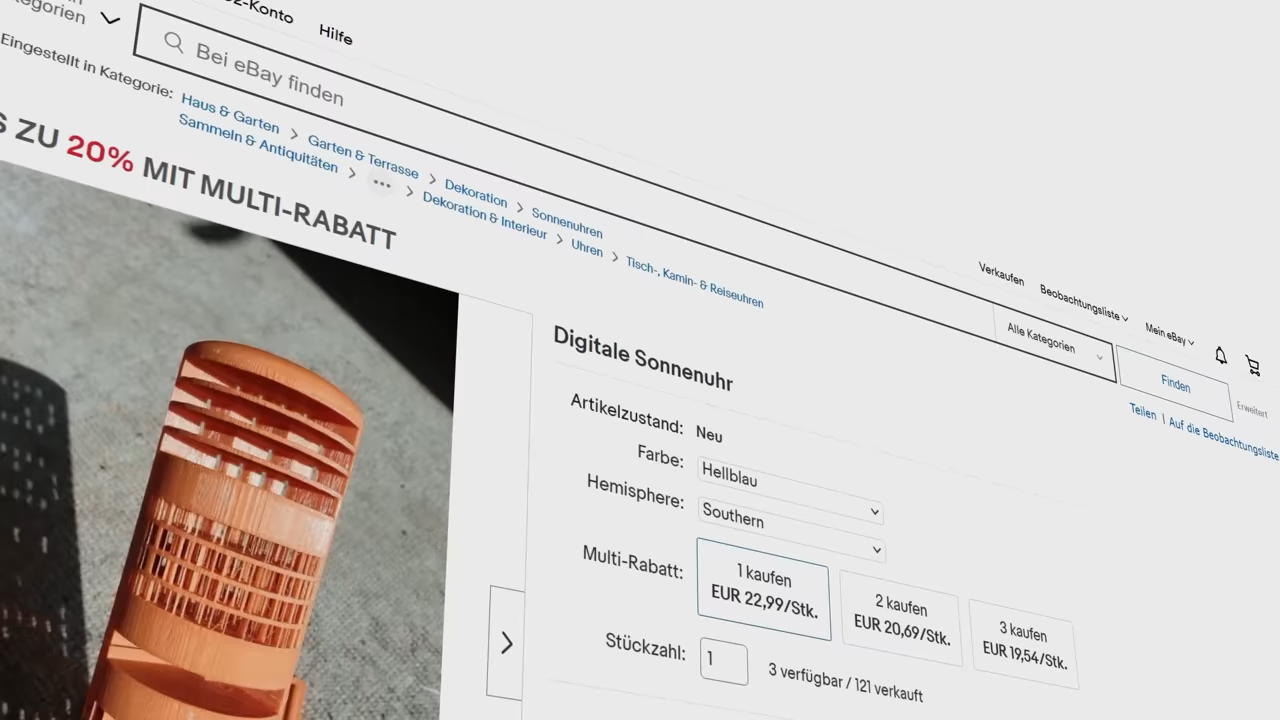 Hilfe
Bei eBay finden
Eingestellt in Kategorie:
Haus & Garten > Garten & Terrasse > Dekoration > Sonnenuhren
Sammeln & Antiquitäten > ... > Dekoration & Interieur > Uhren > Tisch-, Kamin- & Reiseuhren
ZU 20% MIT MULTI-RABATT
Verkaufen
Beobachtungsliste
Mein eBay
Alle Kategorien
Finden
Erweitert
Teilen | Auf die Beobachtungsliste
Digitale Sonnenuhr
Artikelzustand: Neu
Farbe: Hellblau
Hemisphere: Southern
Multi-Rabatt:
1 kaufen
EUR 22,99/Stk.
2 kaufen
EUR 20,69/Stk.
3 kaufen
EUR 19,54/Stk.
Stückzahl: 1
3 verfügbar / 121 verkauft